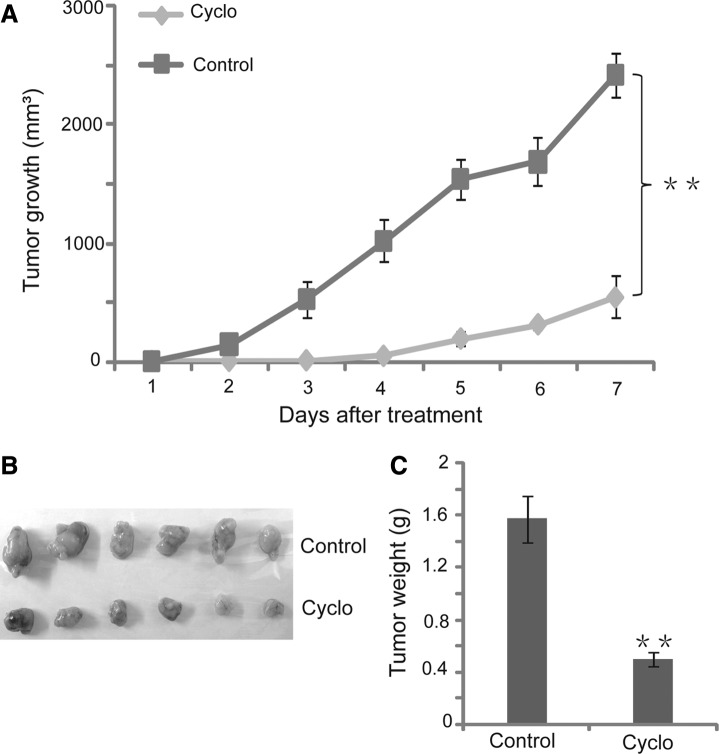 A
Tumor growth (mm³)
3000
2000
1000
0
Cyclo
Control
**
1 2 3 4 5 6 7
Days after treatment
B
Control
Cyclo
C
Tumor weight (g)
2
1.6
1.2
0.8
0.4
0
**
Control Cyclo